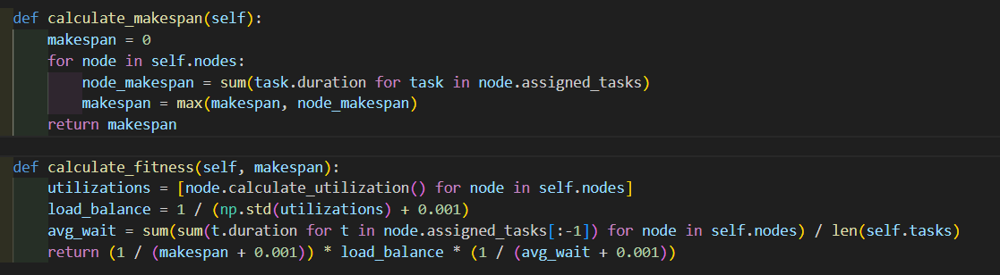 def calculate_makespan(self):
    makespan = 0
    for node in self.nodes:
        node_makespan = sum(task.duration for task in node.assigned_tasks)
        makespan = max(makespan, node_makespan)
    return makespan

def calculate_fitness(self, makespan):
    utilizations = [node.calculate_utilization() for node in self.nodes]
    load_balance = 1 / (np.std(utilizations) + 0.001)
    avg_wait = sum(sum(t.duration for t in node.assigned_tasks[:-1]) for node in self.nodes) / len(self.tasks)
    return (1 / (makespan + 0.001)) * load_balance * (1 / (avg_wait + 0.001))